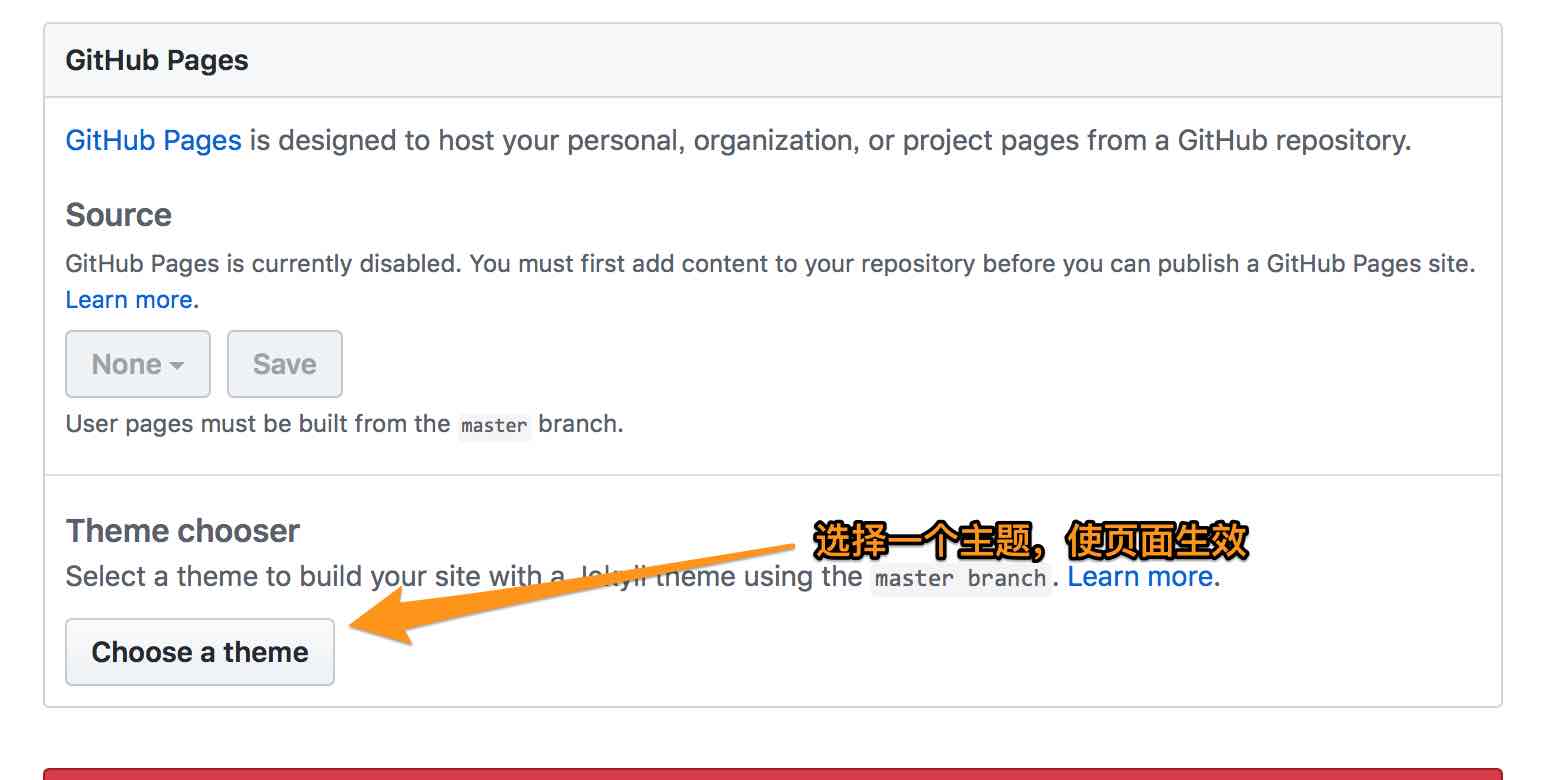 GitHub Pages
GitHub Pages is designed to host your personal, organization, or project pages from a GitHub repository.
Source
GitHub Pages is currently disabled. You must first add content to your repository before you can publish a GitHub Pages site.
Learn more.
None
Save
User pages must be built from the master branch.
Theme chooser
选择一个主题，使页面生效
Select a theme to build your site with a Jekyll theme using the master branch. Learn more.
Choose a theme